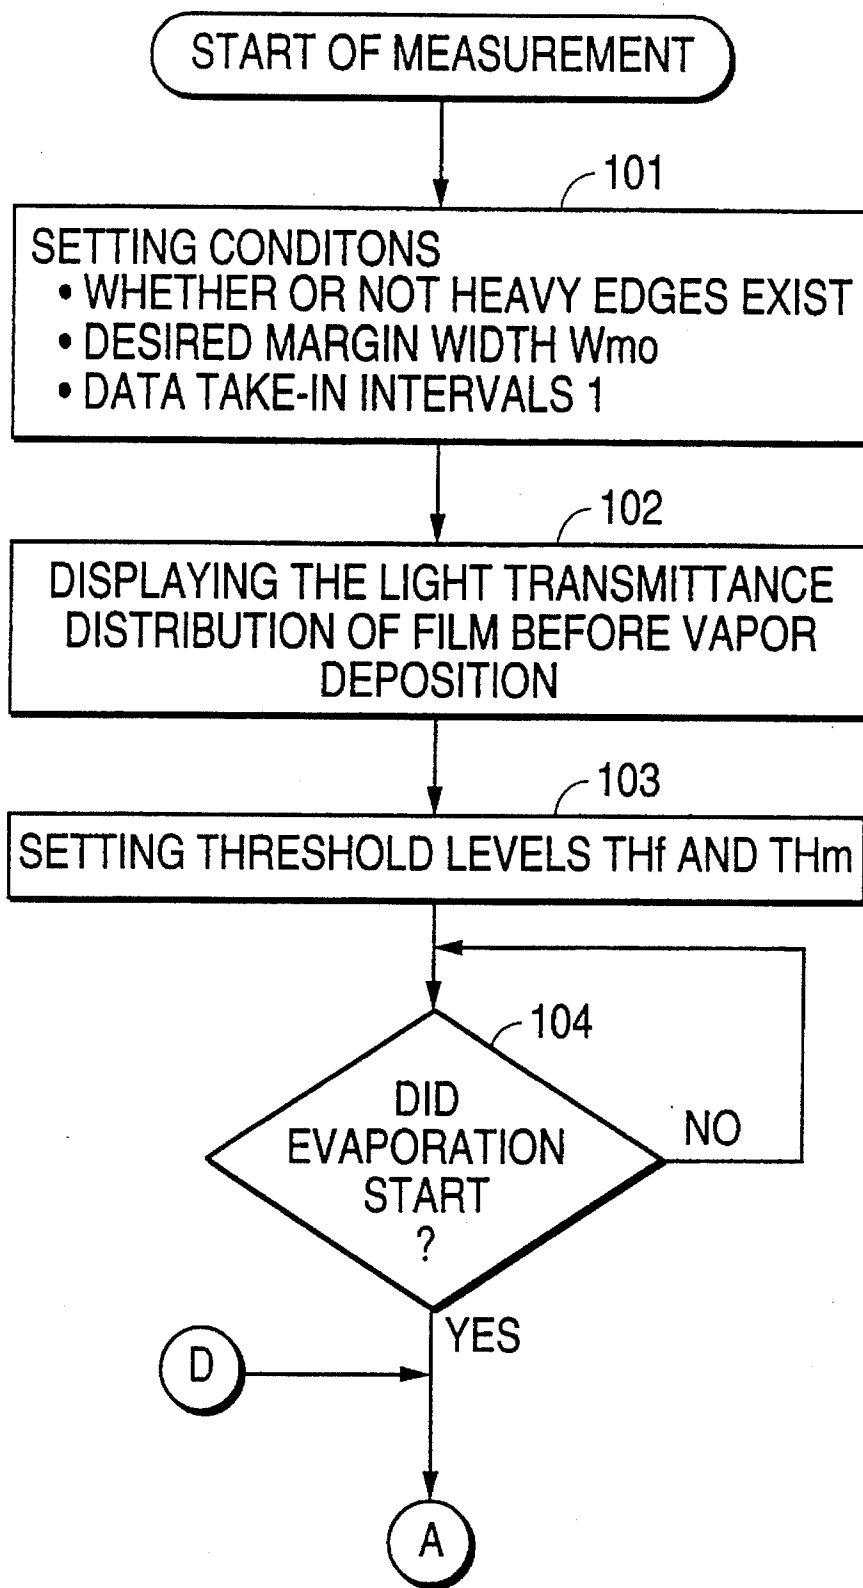 START OF MEASUREMENT
101
SETTING CONDITONS
• WHETHER OR NOT HEAVY EDGES EXIST
• DESIRED MARGIN WIDTH Wmo
• DATA TAKE-IN INTERVALS 1
102
DISPLAYING THE LIGHT TRANSMITTANCE
DISTRIBUTION OF FILM BEFORE VAPOR
DEPOSITION
103
SETTING THRESHOLD LEVELS THf AND THm
104
DID
EVAPORATION
START
?
NO
YES
D
A